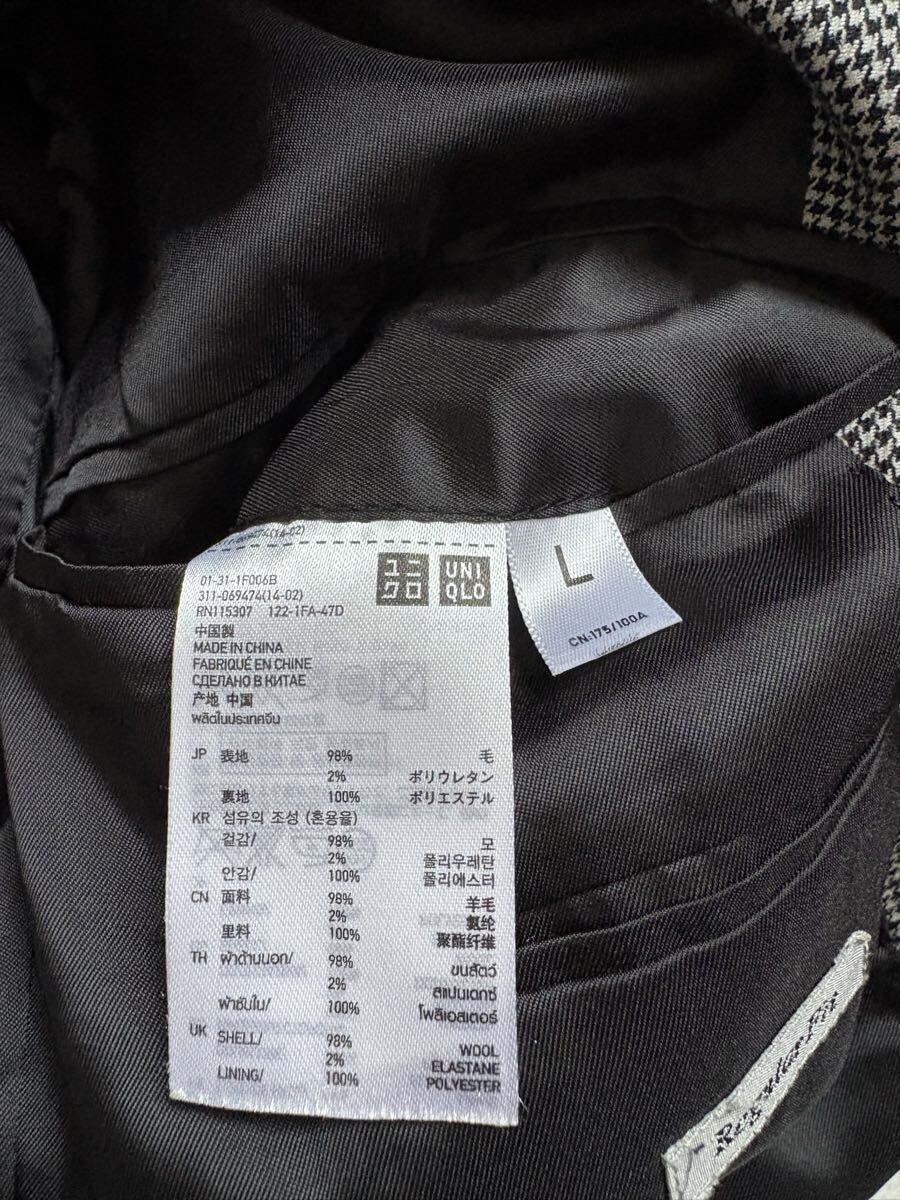 01-31-1F006B
311-069474(14-02)
RN115307 122-1FA-47D
ユニ
クロ
UNI
QLO
中国製
MADE IN CHINA
FABRIQUÉ EN CHINE
СДЕЛАНО В КИТАЕ
产地 中国
ผลิตในประเทศจีน
JP 表地 98% 毛
2% ポリウレタン
裏地 100% ポリエステル
KR 섬유의 조성 (혼용율)
겉감/ 98% 모
2% 폴리우레탄
안감/ 100% 폴리에스터
CN 面料 98% 羊毛
2% 氨纶
里料 100% 聚酯纤维
TH ผ้าด้านนอก/ 98% ขนสัตว์
2% สแปนเดกซ์
ผ้าซับใน/ 100% โพลีเอสเตอร์
UK SHELL/ 98% WOOL
2% ELASTANE
LINING/ 100% POLYESTER
L
CN:175/100A
Regular Fit